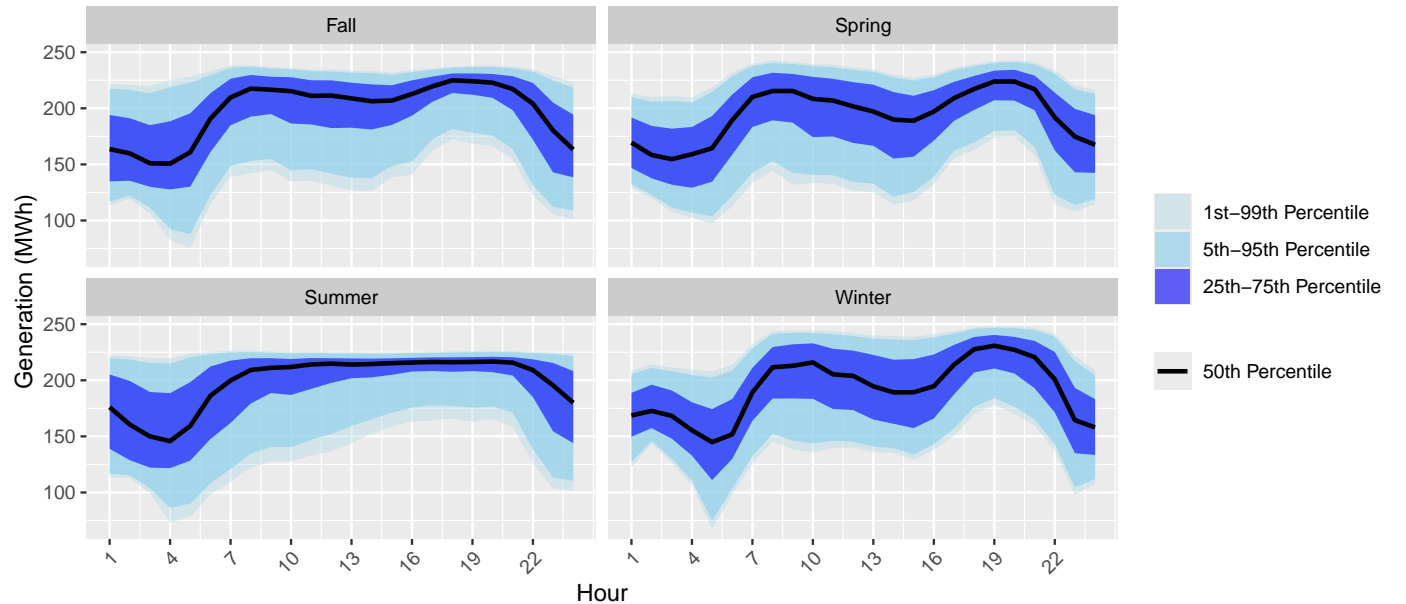 Fall
Spring
250
200
150
100
Summer
Winter
250
200
150
100
Generation (MWh)
1
4
7
10
13
16
19
22
1
4
7
10
13
16
19
22
Hour
1st−99th Percentile
5th−95th Percentile
25th−75th Percentile
50th Percentile